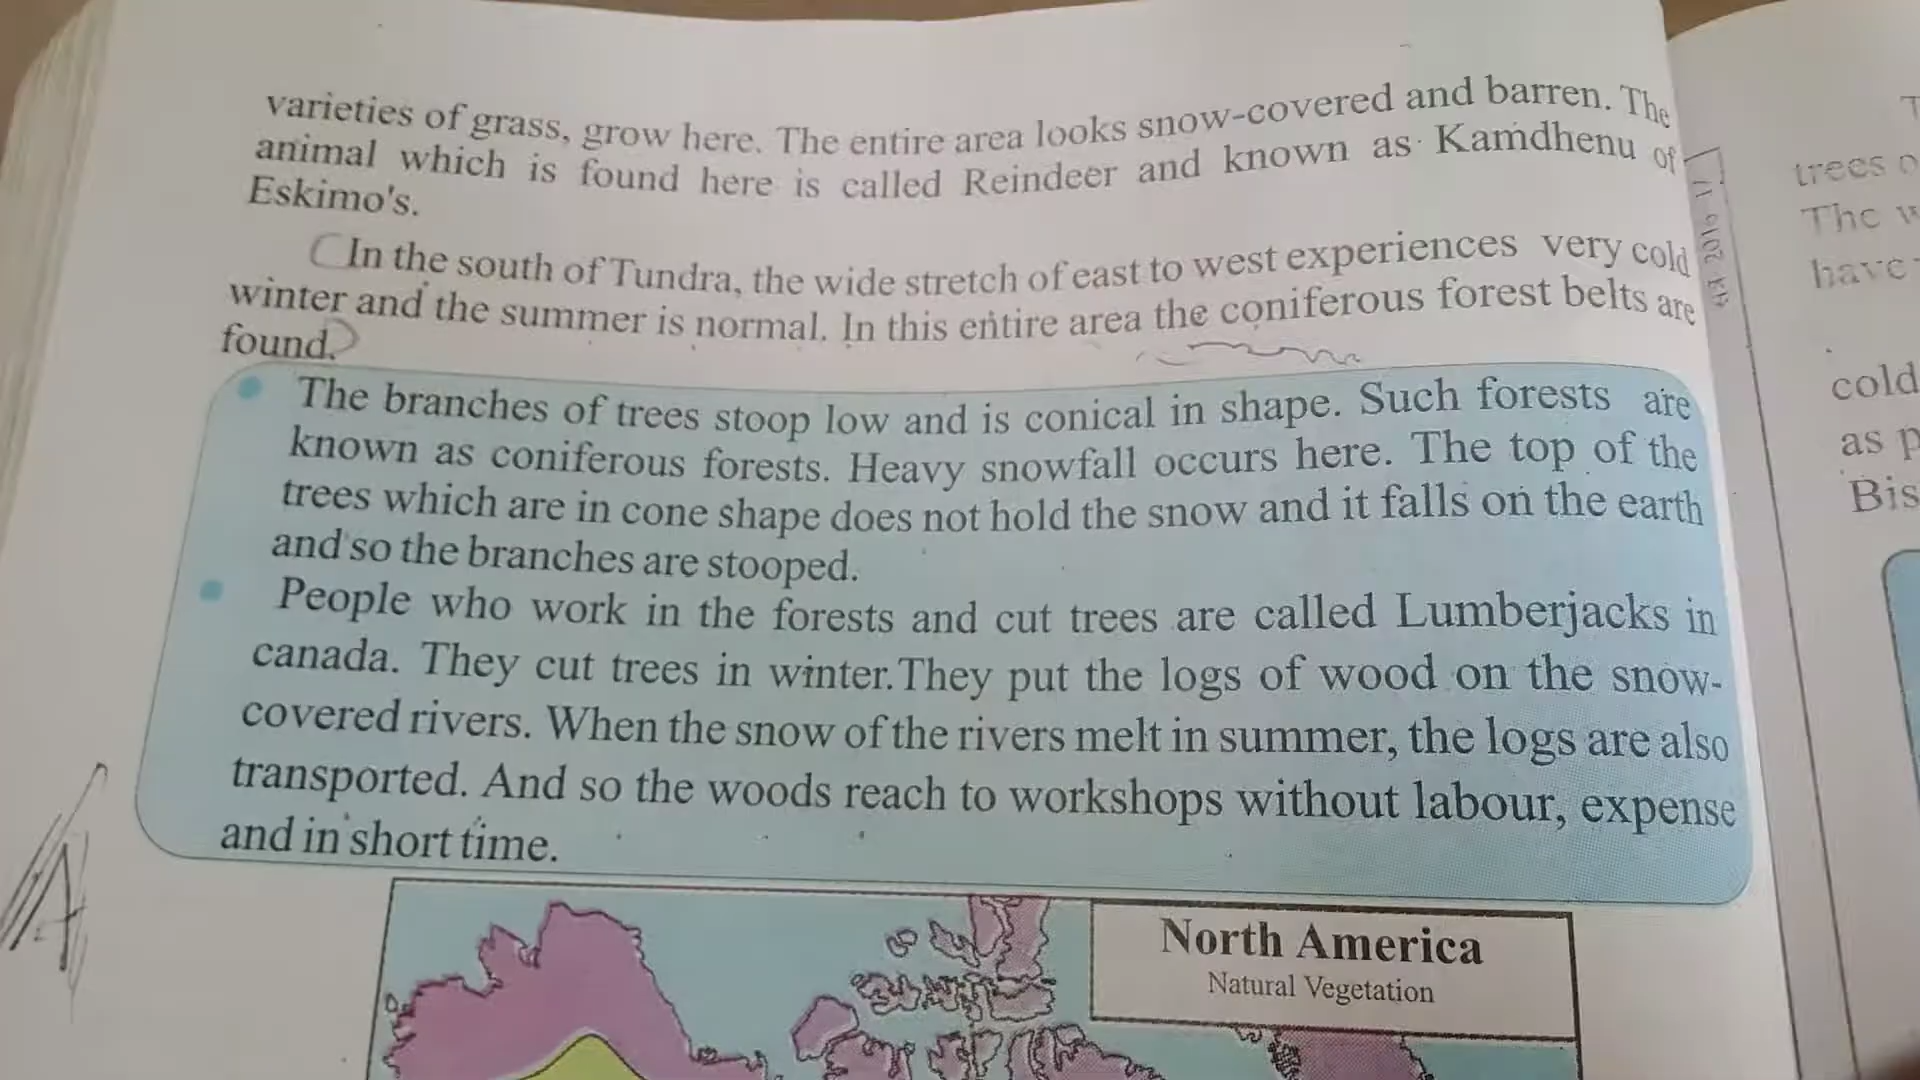 varieties of grass, grow here. The entire area looks snow-covered and barren. The
animal which is found here is called Reindeer and known as Kamdhenu of
Eskimo's.
In the south of Tundra, the wide stretch of east to west experiences very cold
winter and the summer is normal. In this entire area the coniferous forest belts are
found.
The branches of trees stoop low and is conical in shape. Such forests are
known as coniferous forests. Heavy snowfall occurs here. The top of the
trees which are in cone shape does not hold the snow and it falls on the earth
and so the branches are stooped.
People who work in the forests and cut trees are called Lumberjacks in
canada. They cut trees in winter. They put the logs of wood on the snow-
covered rivers. When the snow of the rivers melt in summer, the logs are also
transported. And so the woods reach to workshops without labour, expense
and in short time.
North America
Natural Vegetation
trees
have
cold
as